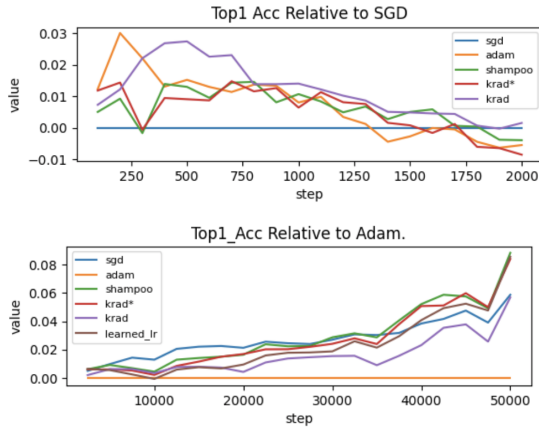 Top1 Acc Relative to SGD
value
0.03
0.02
0.01
0.00
−0.01
sgd
adam
shampoo
krad*
krad
250 500 750 1000 1250 1500 1750 2000
step
Top1_Acc Relative to Adam.
value
0.08
0.06
0.04
0.02
0.00
sgd
adam
shampoo
krad*
krad
learned_lr
10000 20000 30000 40000 50000
step